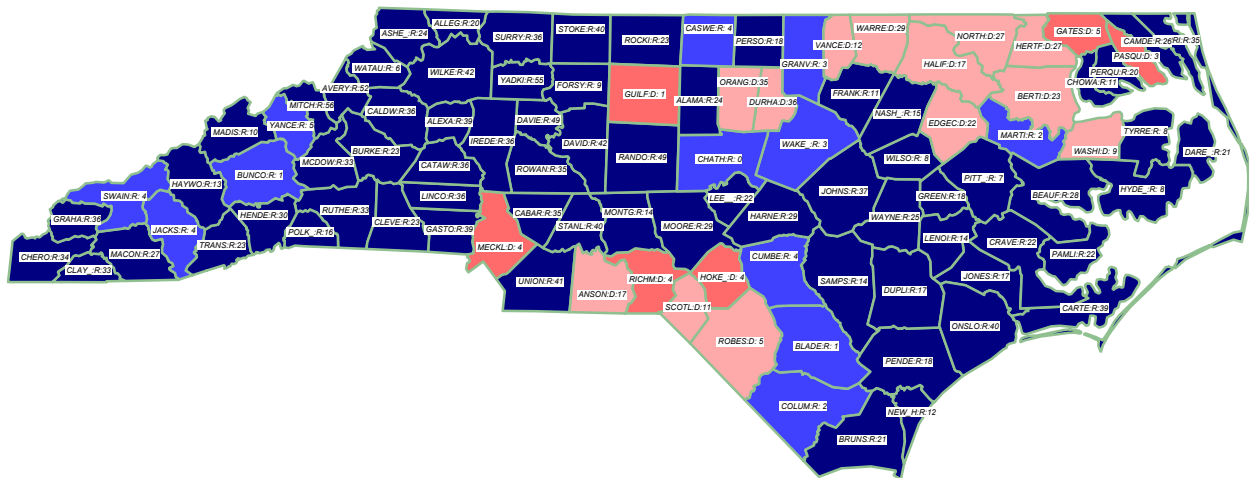 ALLEG:R:20
ASHE_:R:24
SURRY:R:36
STOKE:R:40
ROCKI:R:23
CASWE:R: 4
PERSO:R:18
GRANV:R: 3
VANCE:D:12
WARRE:D:29
NORTH:D:27
HERTF:D:27
GATES:D: 5
CAMDE:R:26
RI:R:35
PASQU:D: 3
PERQU:R:20
CHOWA:R:11
WATAU:R: 6
WILKE:R:42
YADKI:R:55
FORSY:R: 9
GUILF:D: 1
ALAMA:R:24
ORANG:D:35
DURHA:D:36
FRANK:R:11
HALIF:D:17
BERTI:D:23
AVERY:R:52
MITCH:R:56
CALDW:R:36
ALEXA:R:39
DAVIE:R:49
NASH_:R:15
EDGEC:D:22
MARTI:R: 2
WASHI:D: 9
TYRRE:R: 8
DARE_:R:21
YANCE:R: 5
MADIS:R:10
IREDE:R:36
DAVID:R:42
RANDO:R:49
CHATH:R: 0
WAKE_:R: 3
WILSO:R: 8
BURKE:R:23
MCDOW:R:33
CATAW:R:36
ROWAN:R:35
BUNCO:R: 1
HAYWO:R:13
SWAIN:R: 4
LINCO:R:36
LEE__:R:22
JOHNS:R:37
GREEN:R:18
PITT_:R: 7
BEAUF:R:28
HYDE_:R: 8
GRAHA:R:36
JACKS:R: 4
HENDE:R:30
RUTHE:R:33
CLEVE:R:23
GASTO:R:39
CABAR:R:35
MONTG:R:14
STANL:R:40
MOORE:R:29
HARNE:R:29
WAYNE:R:25
LENOI:R:14
CRAVE:R:22
PAMLI:R:22
CHERO:R:34
CLAY_:R:33
MACON:R:27
TRANS:R:23
POLK_:R:16
MECKL:D: 4
UNION:R:41
ANSON:D:17
RICHM:D: 4
HOKE_:D: 4
CUMBE:R: 4
SAMPS:R:14
DUPLI:R:17
JONES:R:17
CARTE:R:39
SCOTL:D:11
ROBES:D: 5
BLADE:R: 1
PENDE:R:18
ONSLO:R:40
COLUM:R: 2
NEW_H:R:12
BRUNS:R:21